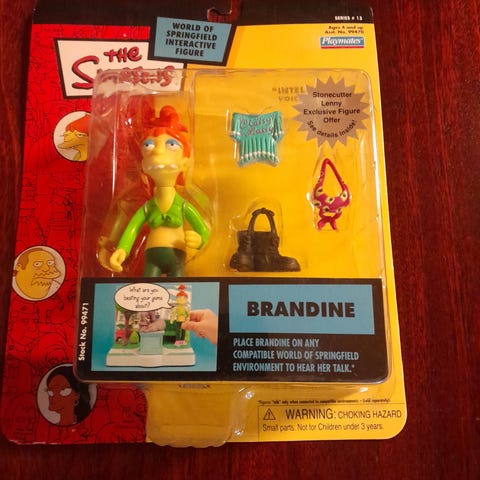 WORLD OF
SPRINGFIELD
INTERACTIVE
FIGURE
SERIES # 13
Ages 4 and up
Asst. No. 99470
Playmates
THE
SIMPSONS
Stonecutter
Lenny
Exclusive Figure
Offer
See details inside!
What are you
beating your gums
about?
Stock No. 99471
BRANDINE
PLACE BRANDINE ON ANY
COMPATIBLE WORLD OF SPRINGFIELD
ENVIRONMENT TO HEAR HER TALK.*
WARNING: CHOKING HAZARD
Small parts. Not for Children under 3 years.